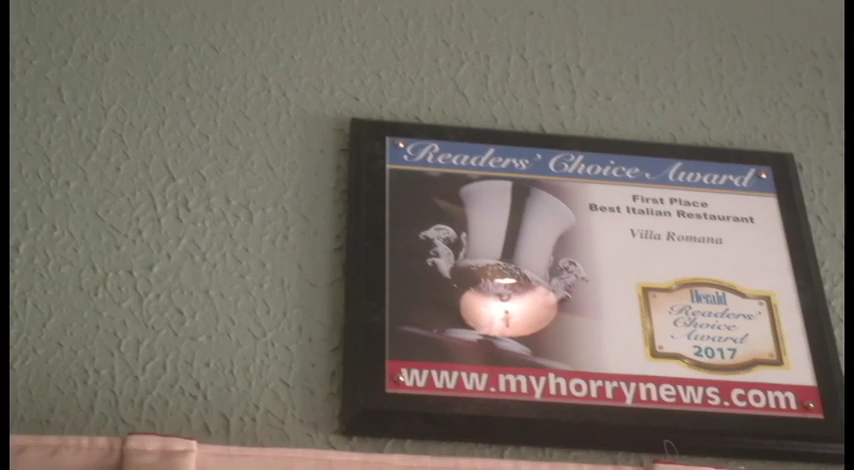 Readers' Choice Award
First Place
Best Italian Restaurant
Villa Romana
Herald
Readers'
Choice
Award
2017
www.myhorrynews.com